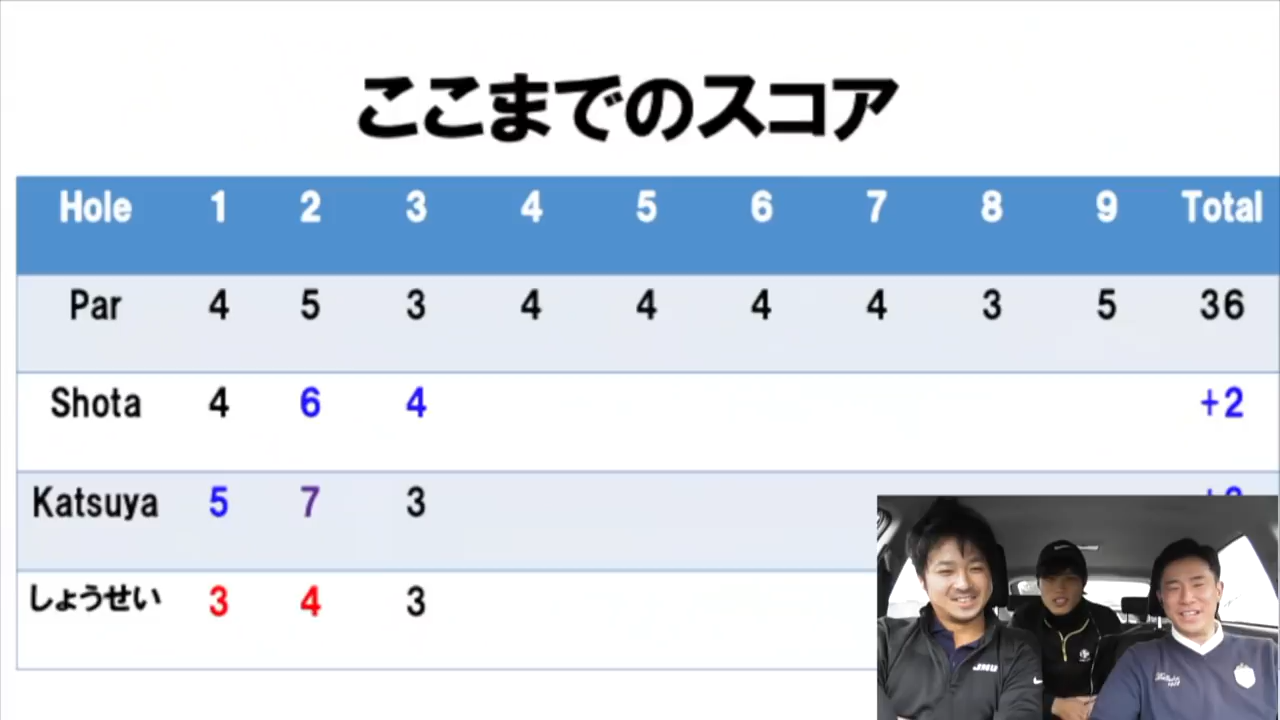 ここまでのスコア
Hole 1 2 3 4 5 6 7 8 9 Total
Par 4 5 3 4 4 4 4 3 5 36
Shota 4 6 4 +2
Katsuya 5 7 3
しょうせい 3 4 3
JMU